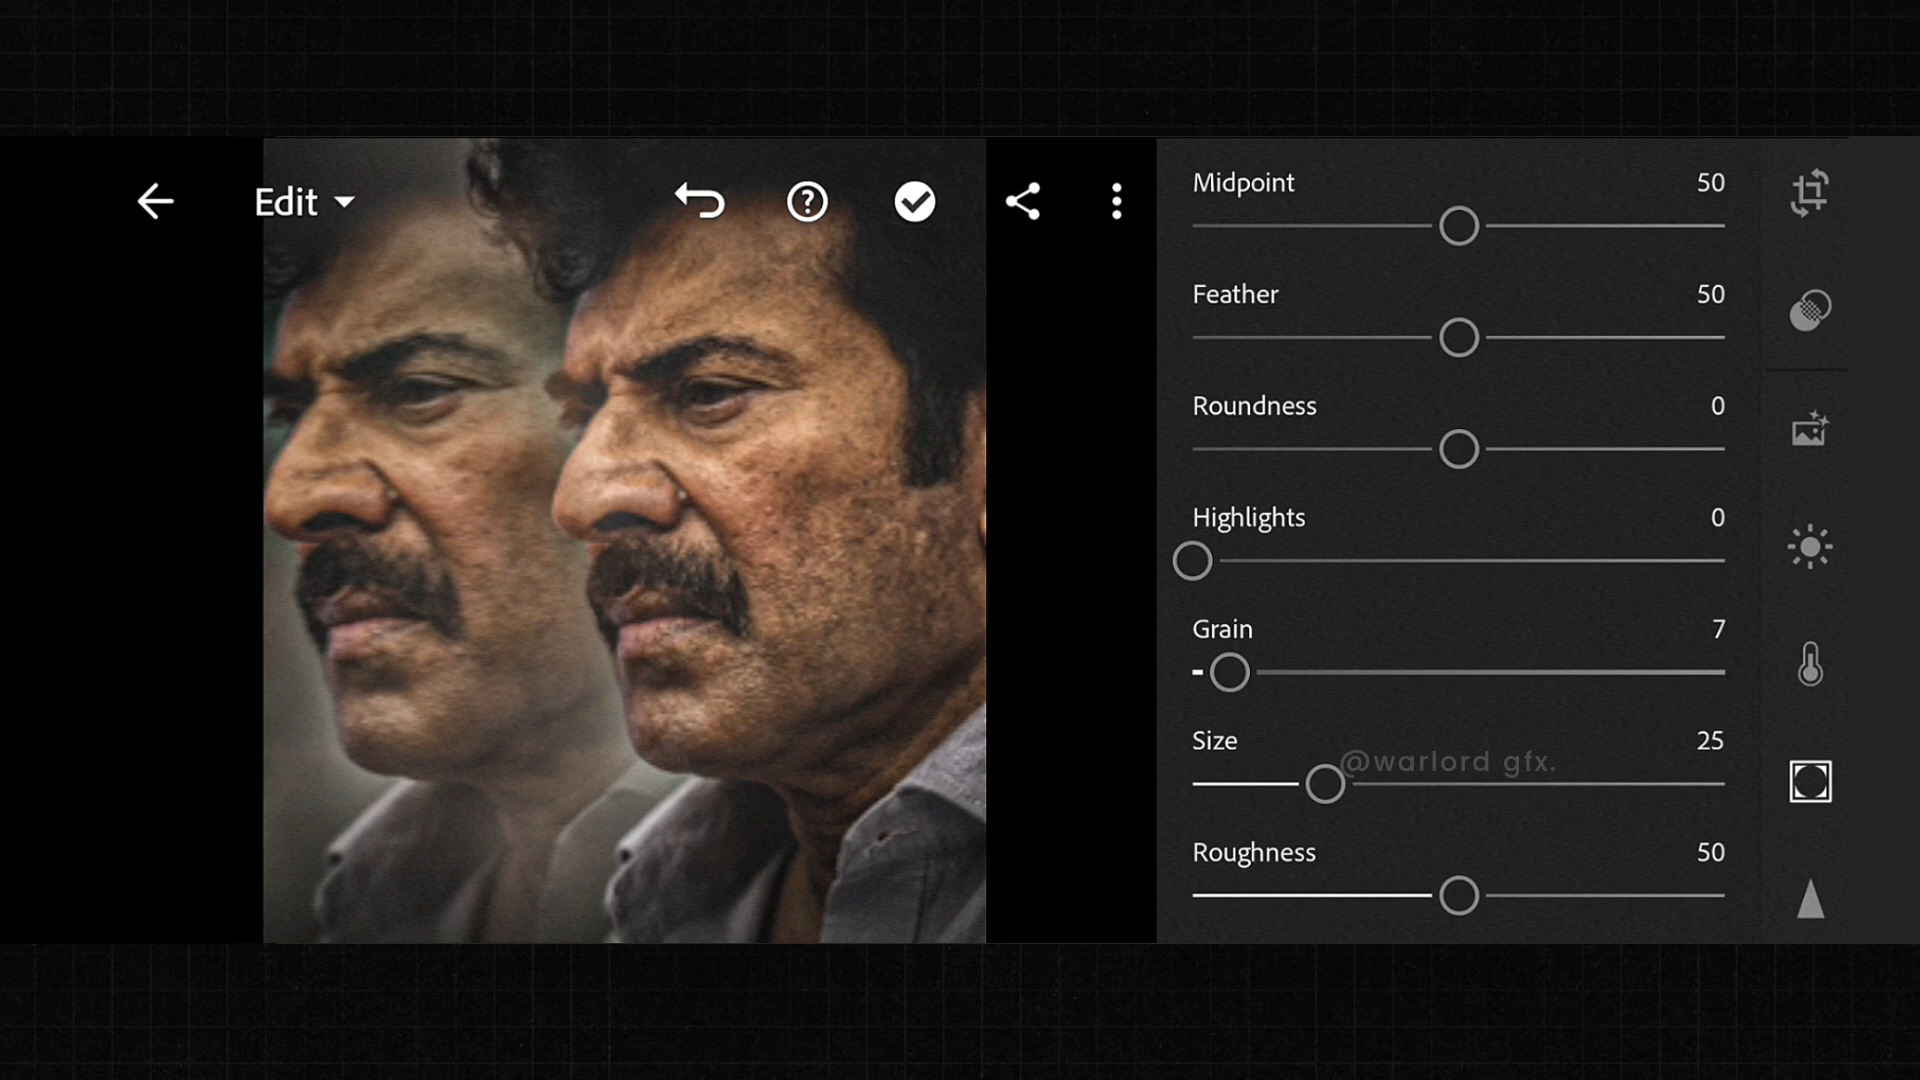 Edit
Midpoint 50
Feather 50
Roundness 0
Highlights 0
Grain 7
Size 25
@warlord gfx.
Roughness 50